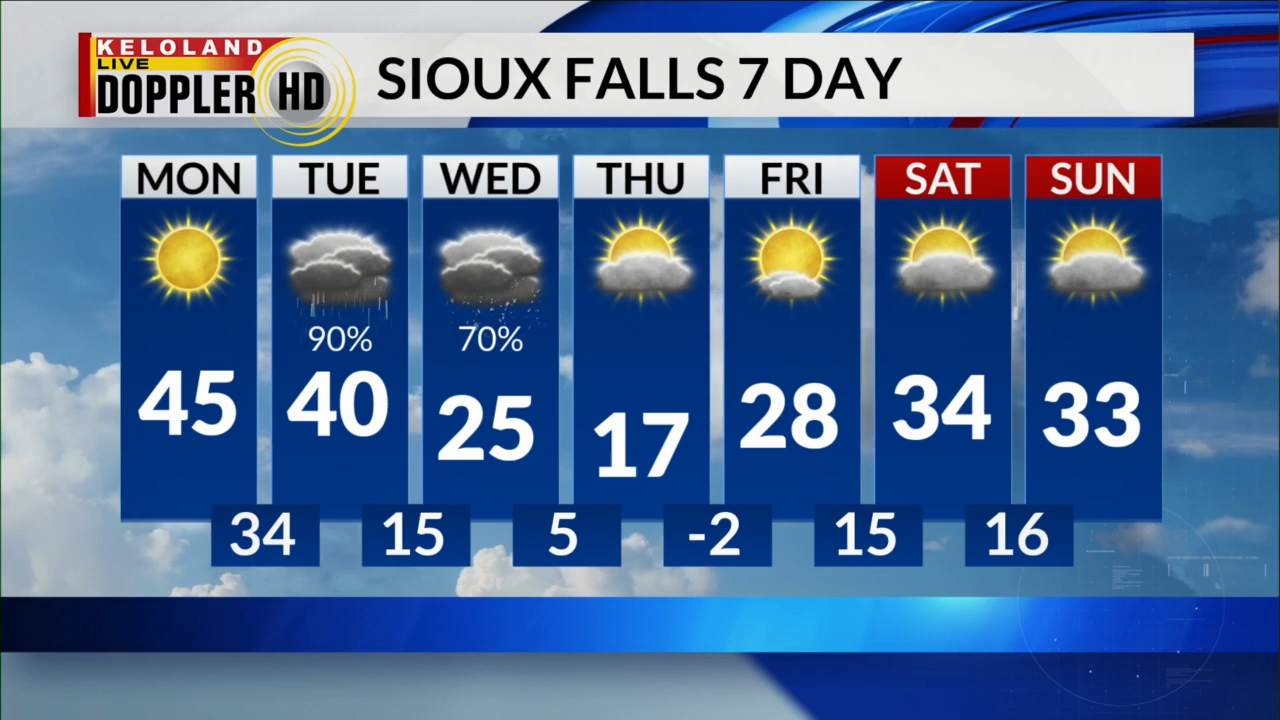 KELOLAND
LIVE
DOPPLER HD
SIOUX FALLS 7 DAY
MON TUE WED THU FRI SAT SUN
90% 70%
45 40 25 17 28 34 33
34 15 5 -2 15 16